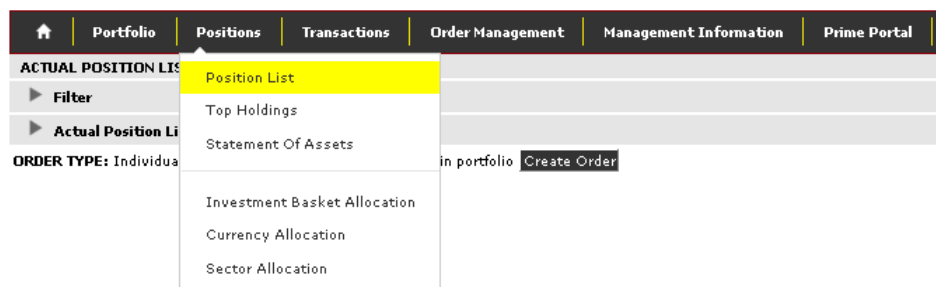 Portfolio Positions Transactions Order Management Management Information Prime Portal
ACTUAL POSITION LIS
Position List
Filter
Top Holdings
Actual Position Li
Statement Of Assets
ORDER TYPE: Individua in portfolio Create Order
Investment Basket Allocation
Currency Allocation
Sector Allocation